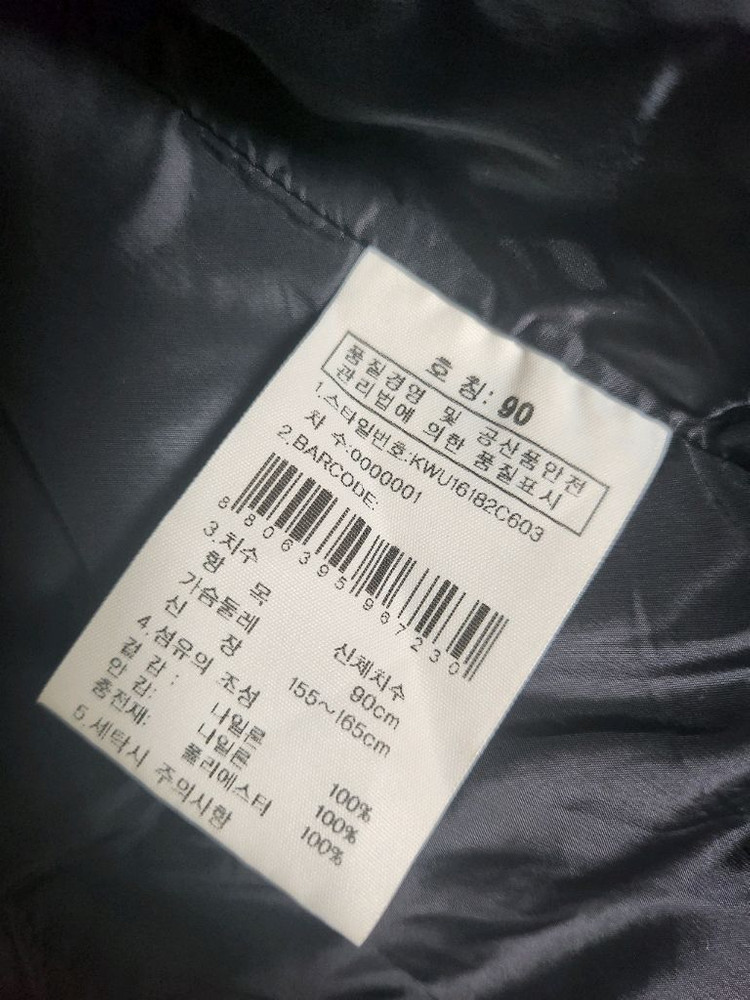 호 칭: 90
품질경영 및 공산품안전
관리법에 의한 품질표시
1.스타일번호:KWU16182C603
차 수:0000001
2.BARCODE:
8 806395 967230
3.치수
항 목 신체치수
가슴둘레 90cm
신 장 155~165cm
4.섬유의 조성
겉 감: 나일론 100%
안 감: 나일론 100%
충전재: 폴리에스터 100%
5.세탁시 주의사항